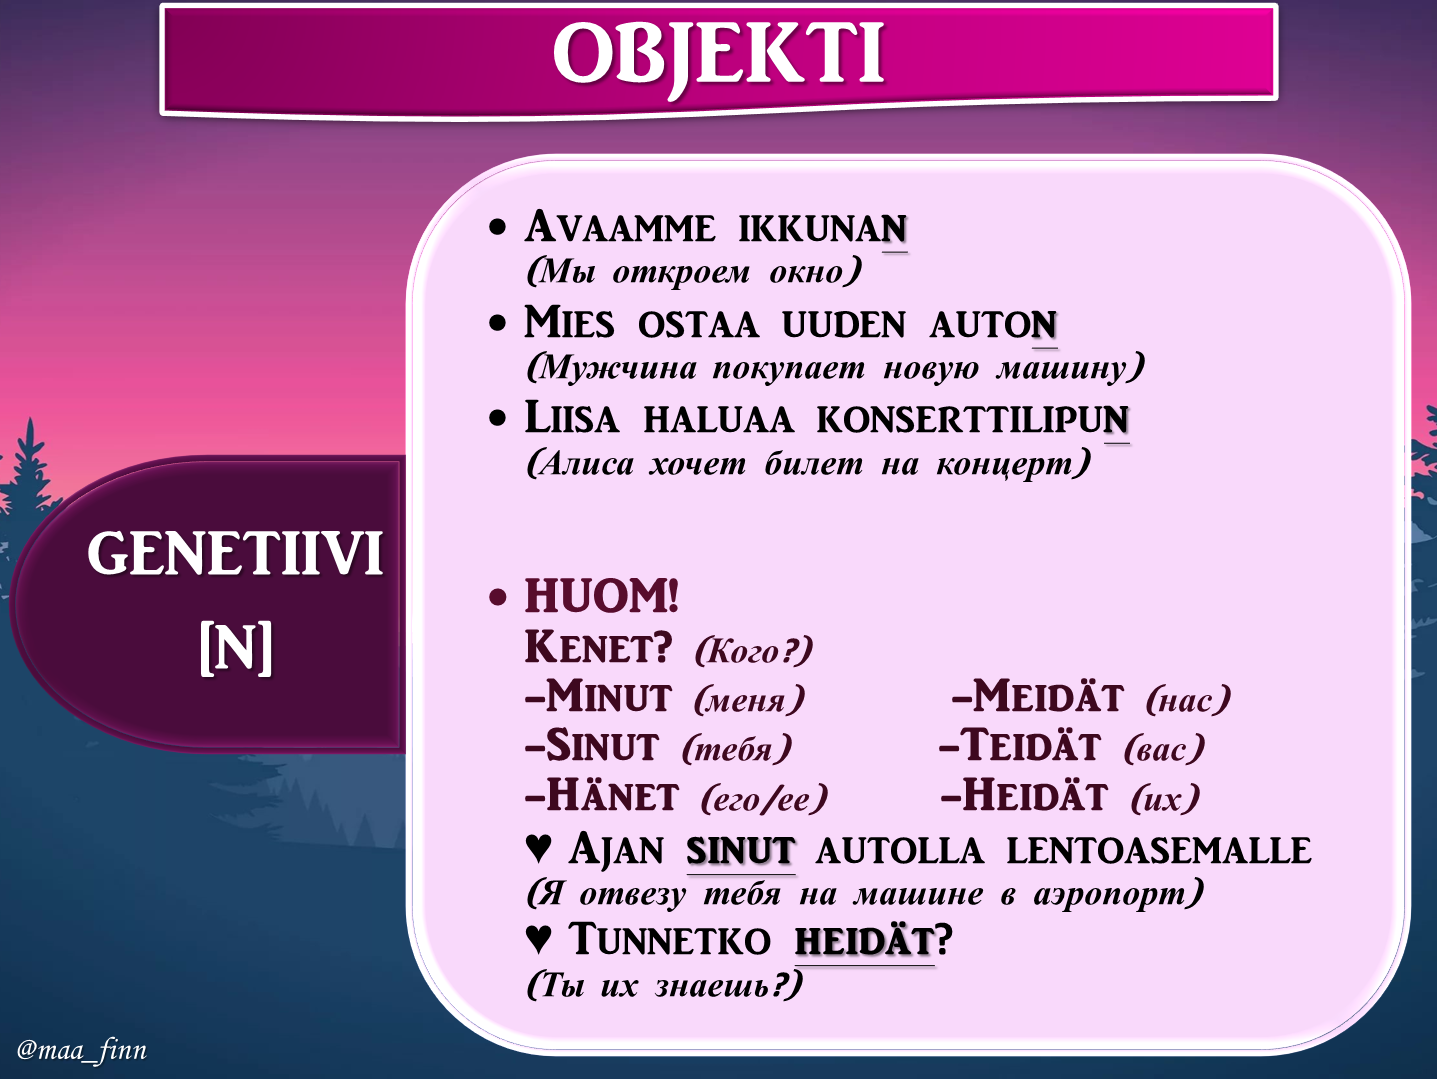 OBJEKTI
GENETIIVI
[N]
• Avaamme ikkunan
(Мы откроем окно)
• Mies ostaa uuden auton
(Мужчина покупает новую машину)
• Liisa haluaa konserttilipun
(Алиса хочет билет на концерт)
• HUOM!
Kenet? (Кого?)
–Minut (меня) –Meidät (нас)
–Sinut (тебя) –Teidät (вас)
–Hänet (его/ее) –Heidät (их)
♥ Ajan sinut autolla lentoasemalle
(Я отвезу тебя на машине в аэропорт)
♥ Tunnetko heidät?
(Ты их знаешь?)
@maa_finn